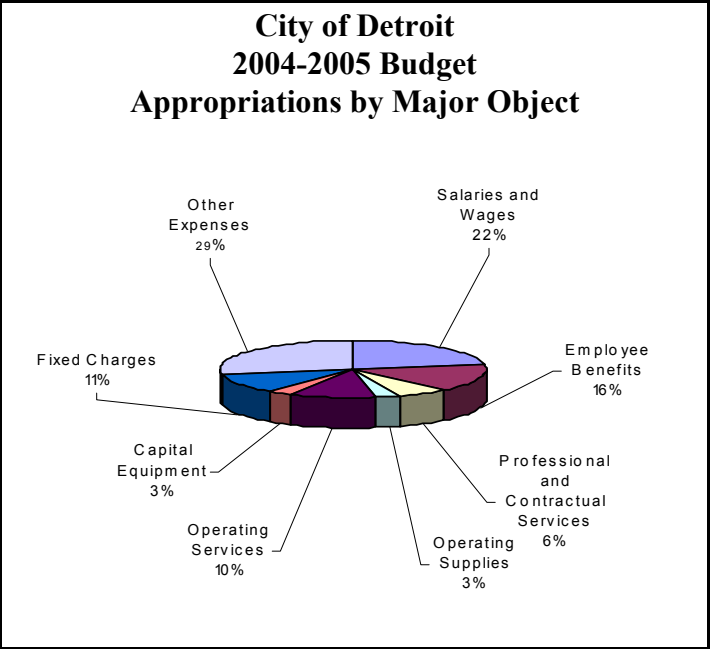 City of Detroit
2004-2005 Budget
Appropriations by Major Object
Other
Expenses
29%
Salaries and
Wages
22%
Fixed Charges
11%
Employee
Benefits
16%
Capital
Equipment
3%
Professional
and
Contractual
Services
6%
Operating
Services
10%
Operating
Supplies
3%